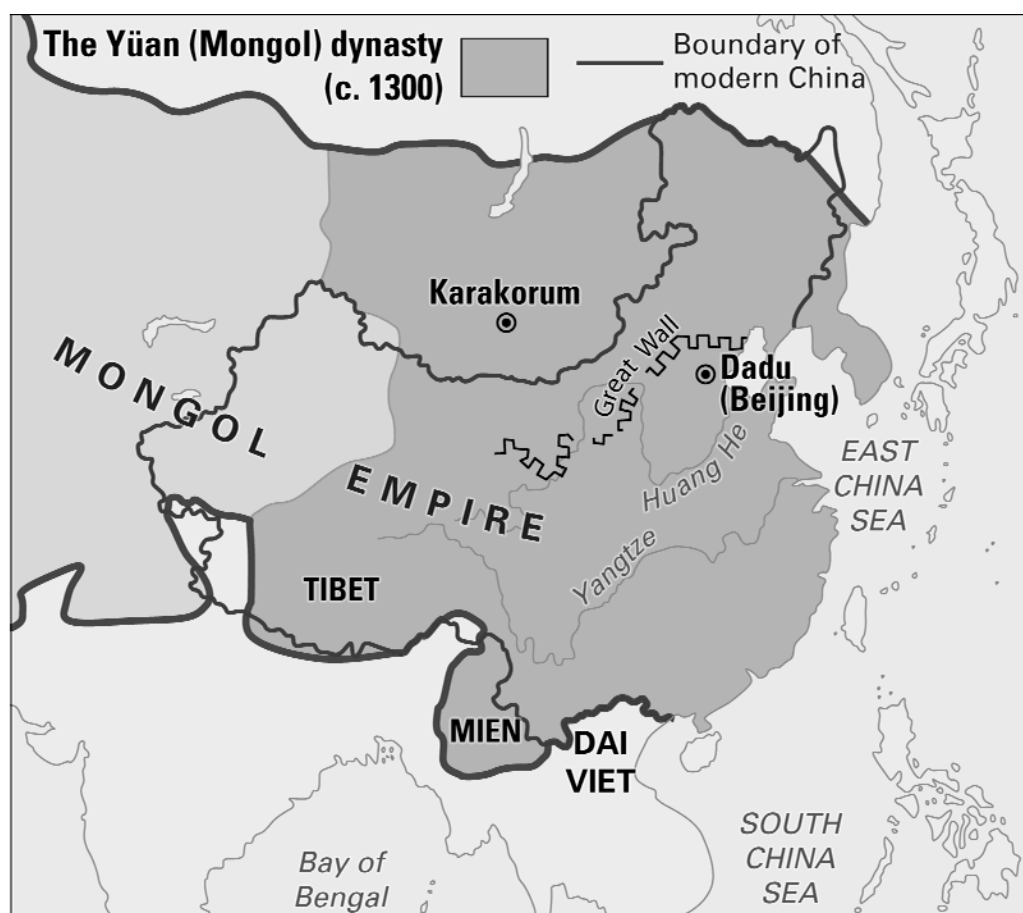 The Yüan (Mongol) dynasty
(c. 1300)
Boundary of
modern China
Karakorum
Great Wall
Dadu
(Beijing)
MONGOL
EMPIRE
Huang He
EAST
CHINA
SEA
Yangtze
TIBET
MIEN
DAI
VIET
SOUTH
CHINA
SEA
Bay of
Bengal